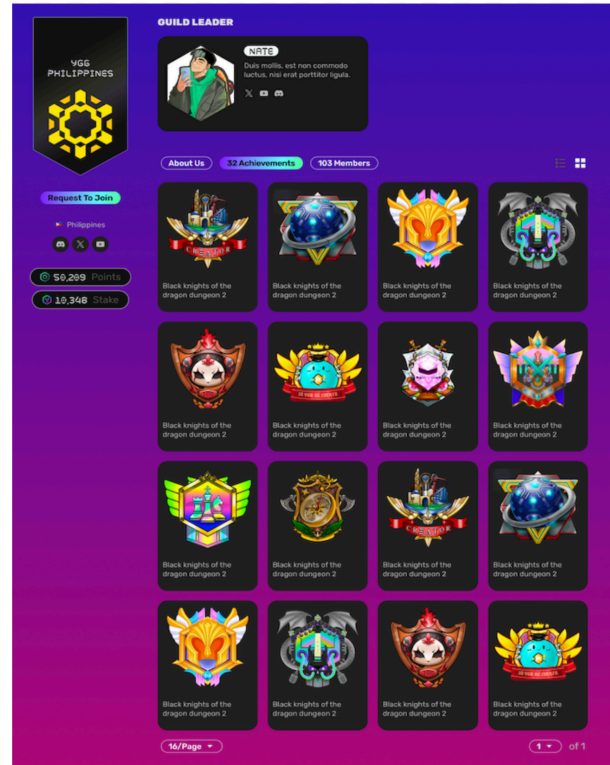 YGG
PHILIPPINES
Request To Join
Philippines
50,209 Points
10,348 Stake
GUILD LEADER
NATE
Duis mollis, est non commodo
luctus, nisi erat porttitor ligula.
About Us
32 Achievements
103 Members
Black knights of the
dragon dungeon 2
Black knights of the
dragon dungeon 2
Black knights of the
dragon dungeon 2
Black knights of the
dragon dungeon 2
Black knights of the
dragon dungeon 2
Black knights of the
dragon dungeon 2
Black knights of the
dragon dungeon 2
Black knights of the
dragon dungeon 2
Black knights of the
dragon dungeon 2
Black knights of the
dragon dungeon 2
Black knights of the
dragon dungeon 2
Black knights of the
dragon dungeon 2
Black knights of the
dragon dungeon 2
Black knights of the
dragon dungeon 2
Black knights of the
dragon dungeon 2
Black knights of the
dragon dungeon 2
16/Page
1
of 1